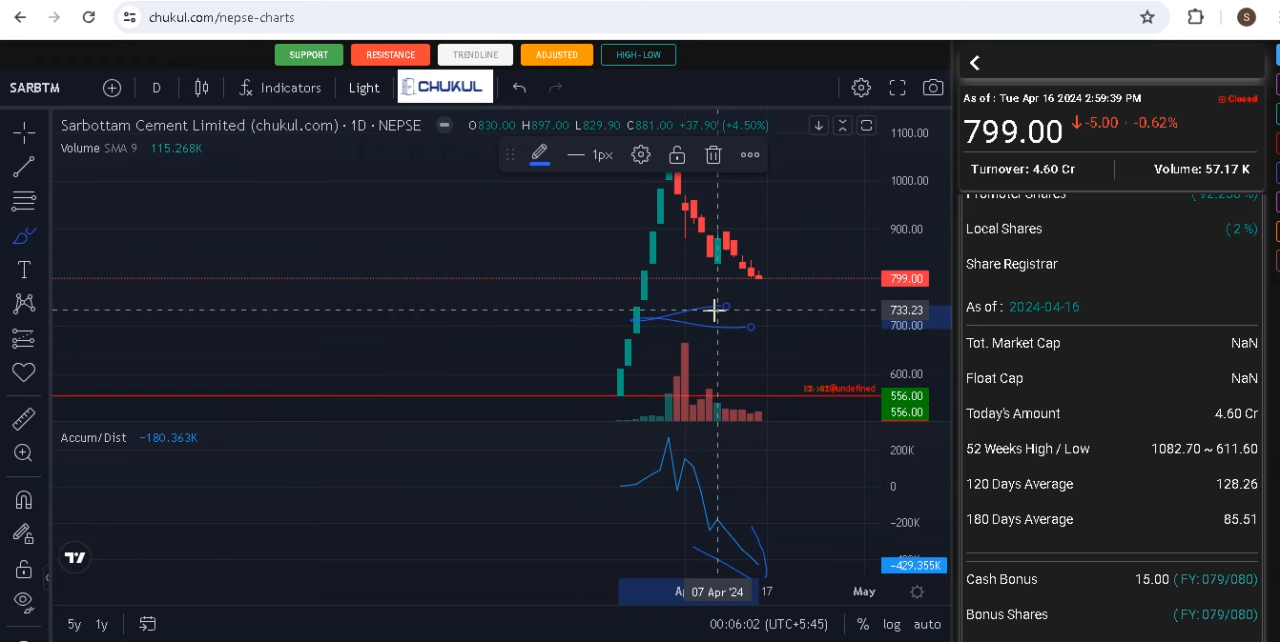 chukul.com/nepse-charts
S
SUPPORT RESISTANCE TRENDLINE ADJUSTED HIGH-LOW
SARBTM D Indicators Light CHUKUL
Sarbottam Cement Limited (chukul.com) · 1D · NEPSE O830.00 H897.00 L829.90 C881.00 +37.90 (+4.50%)
Volume SMA 9 115.268K
1px
1100.00
1000.00
900.00
799.00
733.23
700.00
600.00
556.00
556.00
Accum/Dist -180.363K
200K
0
-200K
-429.355K
07 Apr '24 17 May
5y 1y 00:06:02 (UTC+5:45) % log auto
As of : Tue Apr 16 2024 2:59:39 PM Closed
799.00 -5.00 · -0.62%
Turnover: 4.60 Cr Volume: 57.17 K
Promoter Shares
Local Shares (2 %)
Share Registrar
As of : 2024-04-16
Tot. Market Cap NaN
Float Cap NaN
Today's Amount 4.60 Cr
52 Weeks High / Low 1082.70 ~ 611.60
120 Days Average 128.26
180 Days Average 85.51
Cash Bonus 15.00 (FY:079/080)
Bonus Shares (FY:079/080)